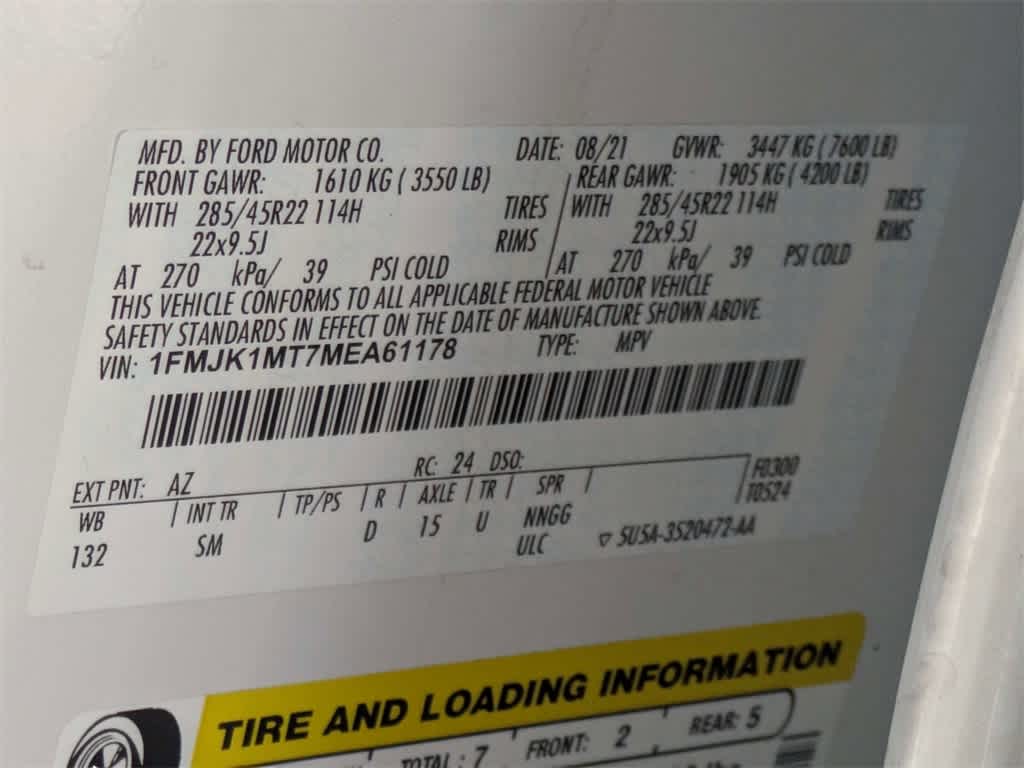 MFD. BY FORD MOTOR CO. DATE: 08/21 GVWR: 3447 KG ( 7600 LB)
FRONT GAWR: 1610 KG ( 3550 LB) REAR GAWR: 1905 KG ( 4200 LB)
WITH 285/45R22 114H TIRES WITH 285/45R22 114H TIRES
22x9.5J RIMS 22x9.5J RIMS
AT 270 kPa/ 39 PSI COLD AT 270 kPa/ 39 PSI COLD
THIS VEHICLE CONFORMS TO ALL APPLICABLE FEDERAL MOTOR VEHICLE
SAFETY STANDARDS IN EFFECT ON THE DATE OF MANUFACTURE SHOWN ABOVE.
VIN: 1FMJK1MT7MEA61178 TYPE: MPV
EXT PNT: AZ RC: 24 DSO: F0300
WB INT TR TP/PS R AXLE TR SPR T0524
132 SM D 15 U NNGG
ULC ▽ 5U5A-3520472-AA
TIRE AND LOADING INFORMATION
TOTAL: 7 FRONT: 2 REAR: 5